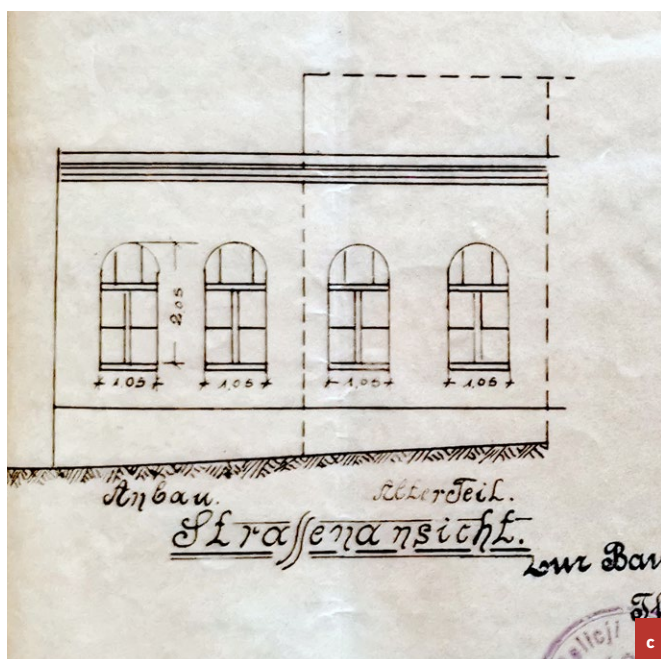 2,05
1,05 1,05 1,05 1,05
Anbau. Alter Teil.
Straſſenansicht.
zur Bau
c